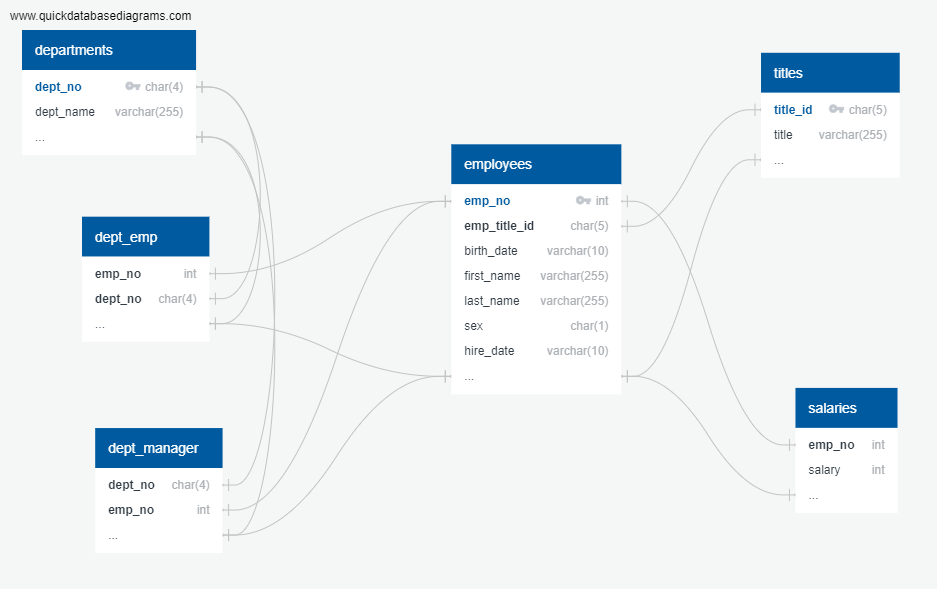 www.quickdatabasediagrams.com
departments
dept_no char(4)
dept_name varchar(255)
...
dept_emp
emp_no int
dept_no char(4)
...
dept_manager
dept_no char(4)
emp_no int
...
employees
emp_no int
emp_title_id char(5)
birth_date varchar(10)
first_name varchar(255)
last_name varchar(255)
sex char(1)
hire_date varchar(10)
...
titles
title_id char(5)
title varchar(255)
...
salaries
emp_no int
salary int
...